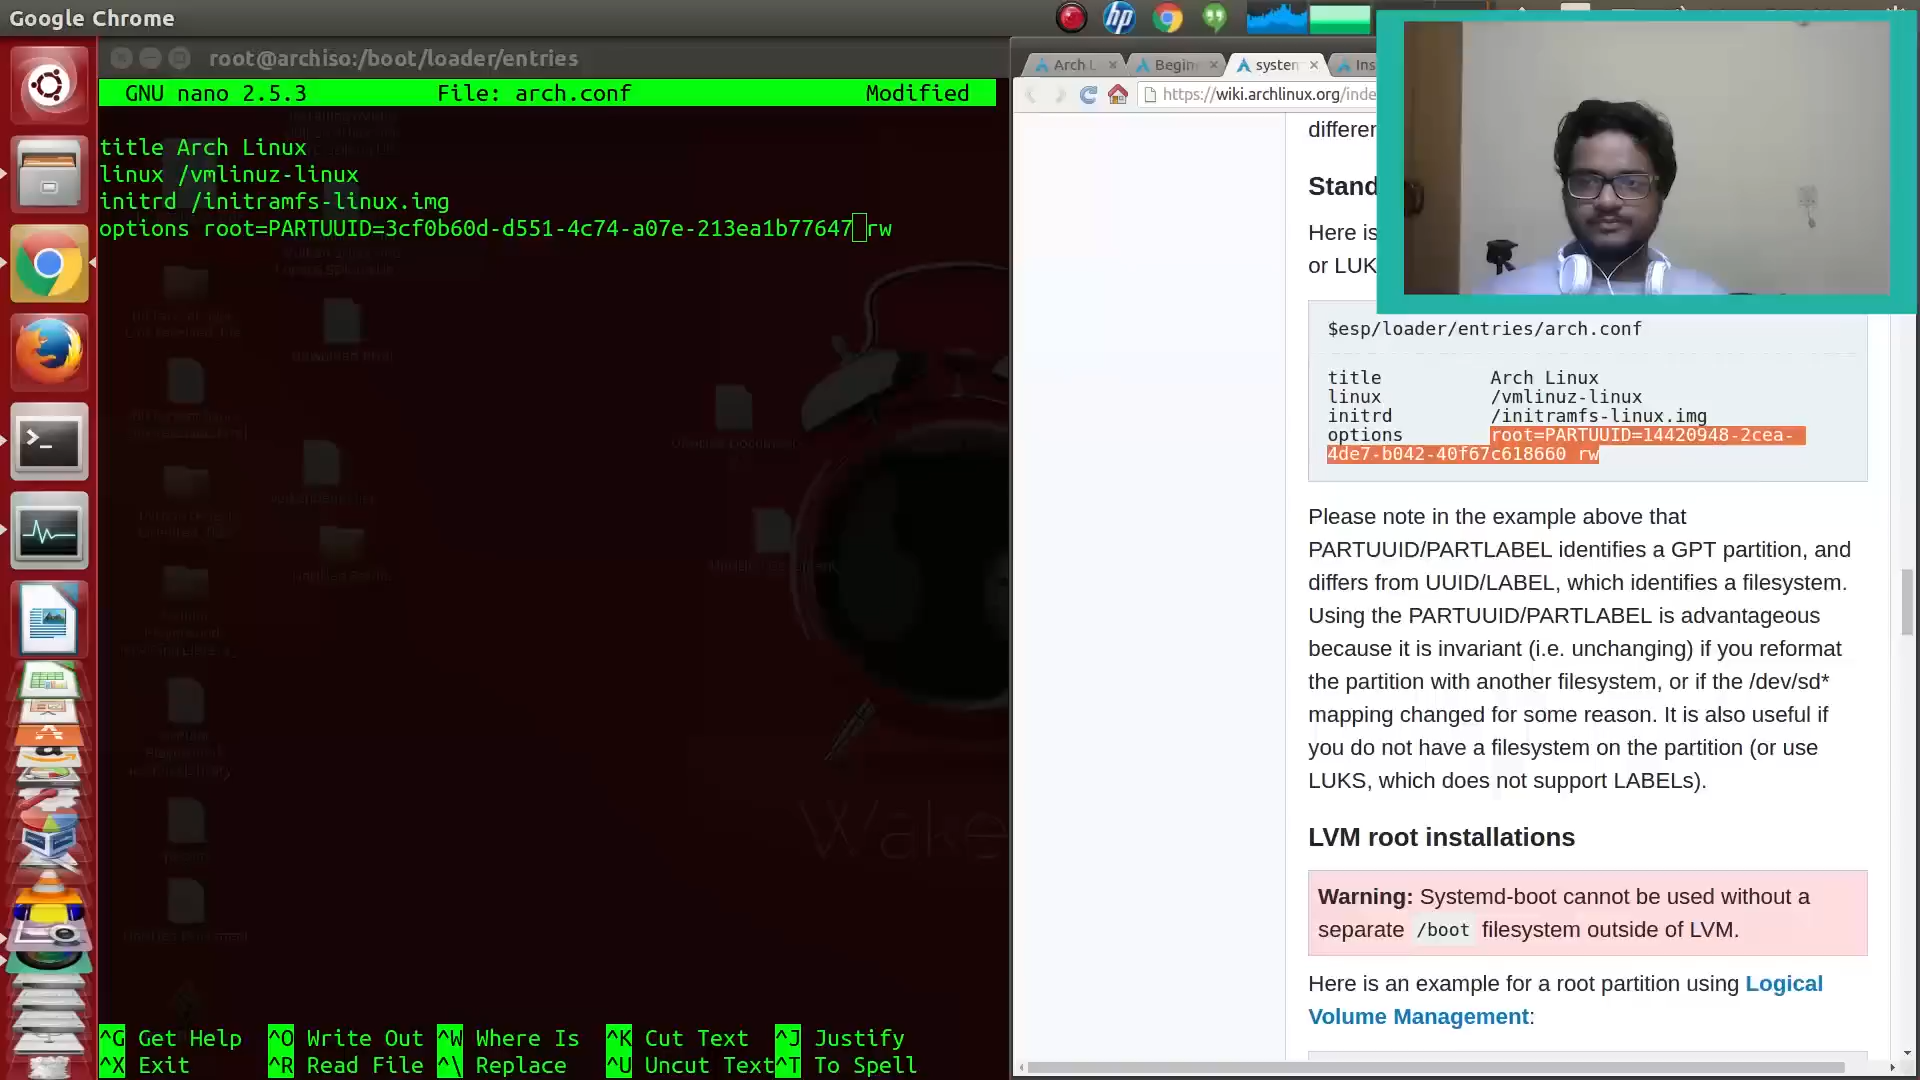 Google Chrome
root@archiso:/boot/loader/entries
GNU nano 2.5.3 File: arch.conf Modified
title Arch Linux
linux /vmlinuz-linux
initrd /initramfs-linux.img
options root=PARTUUID=3cf0b60d-d551-4c74-a07e-213ea1b77647 rw
^G Get Help ^O Write Out ^W Where Is ^K Cut Text ^J Justify
^X Exit ^R Read File ^\ Replace ^U Uncut Text ^T To Spell
Wake
hp
Arch L
Begin
system
Ins
https://wiki.archlinux.org/inde
differen
Stand
Here is
or LUK
$esp/loader/entries/arch.conf
title Arch Linux
linux /vmlinuz-linux
initrd /initramfs-linux.img
options root=PARTUUID=14420948-2cea-
4de7-b042-40f67c618660 rw
Please note in the example above that
PARTUUID/PARTLABEL identifies a GPT partition, and
differs from UUID/LABEL, which identifies a filesystem.
Using the PARTUUID/PARTLABEL is advantageous
because it is invariant (i.e. unchanging) if you reformat
the partition with another filesystem, or if the /dev/sd*
mapping changed for some reason. It is also useful if
you do not have a filesystem on the partition (or use
LUKS, which does not support LABELs).
LVM root installations
Warning: Systemd-boot cannot be used without a
separate /boot filesystem outside of LVM.
Here is an example for a root partition using Logical
Volume Management: